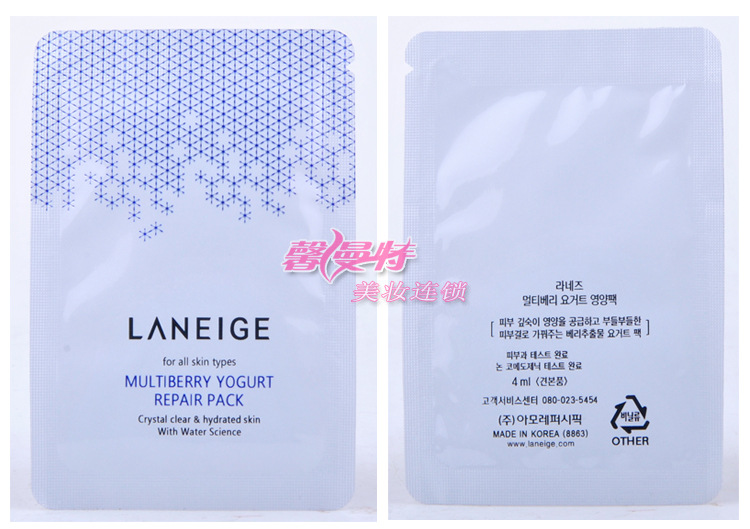 LANEIGE
for all skin types
MULTIBERRY YOGURT
REPAIR PACK
Crystal clear & hydrated skin
With Water Science
馨曼特
美妆连锁
라네즈
멀티베리 요거트 영양팩
[ 피부 깊숙이 영양을 공급하고 부들부들한
피부결로 가꿔주는 베리추출물 요거트 팩 ]
피부과 테스트 완료
논 코메도제닉 테스트 완료
4 ml 〈견본품〉
고객서비스센터 080-023-5454
(주)아모레퍼시픽
MADE IN KOREA (8863)
www.laneige.com
비닐류
OTHER